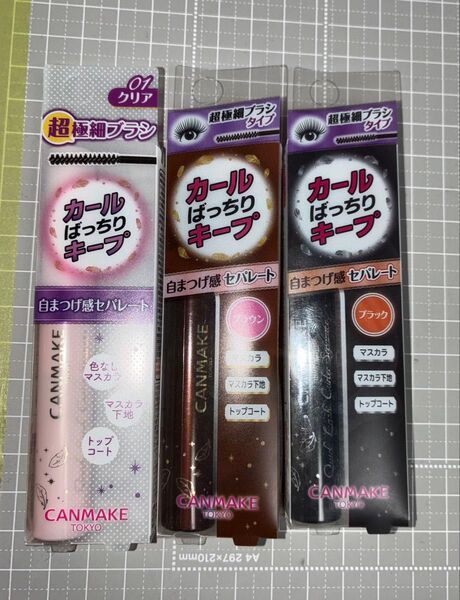 01
クリア
超極細ブラシ
カール
ばっちり
キープ
自まつげ感セパレート
CANMAKE
色なし
マスカラ
マスカラ
下地
トップ
コート
CANMAKE
TOKYO
超極細ブラシ
タイプ
カール
ばっちり
キープ
自まつげ感セパレート
ブラウン
CANMAKE
マスカラ
マスカラ下地
トップコート
CANMAKE
TOKYO
超極細ブラシ
タイプ
カール
ばっちり
キープ
自まつげ感セパレート
ブラック
マスカラ
マスカラ下地
トップコート
CANMAKE
TOKYO
A4 297×210mm